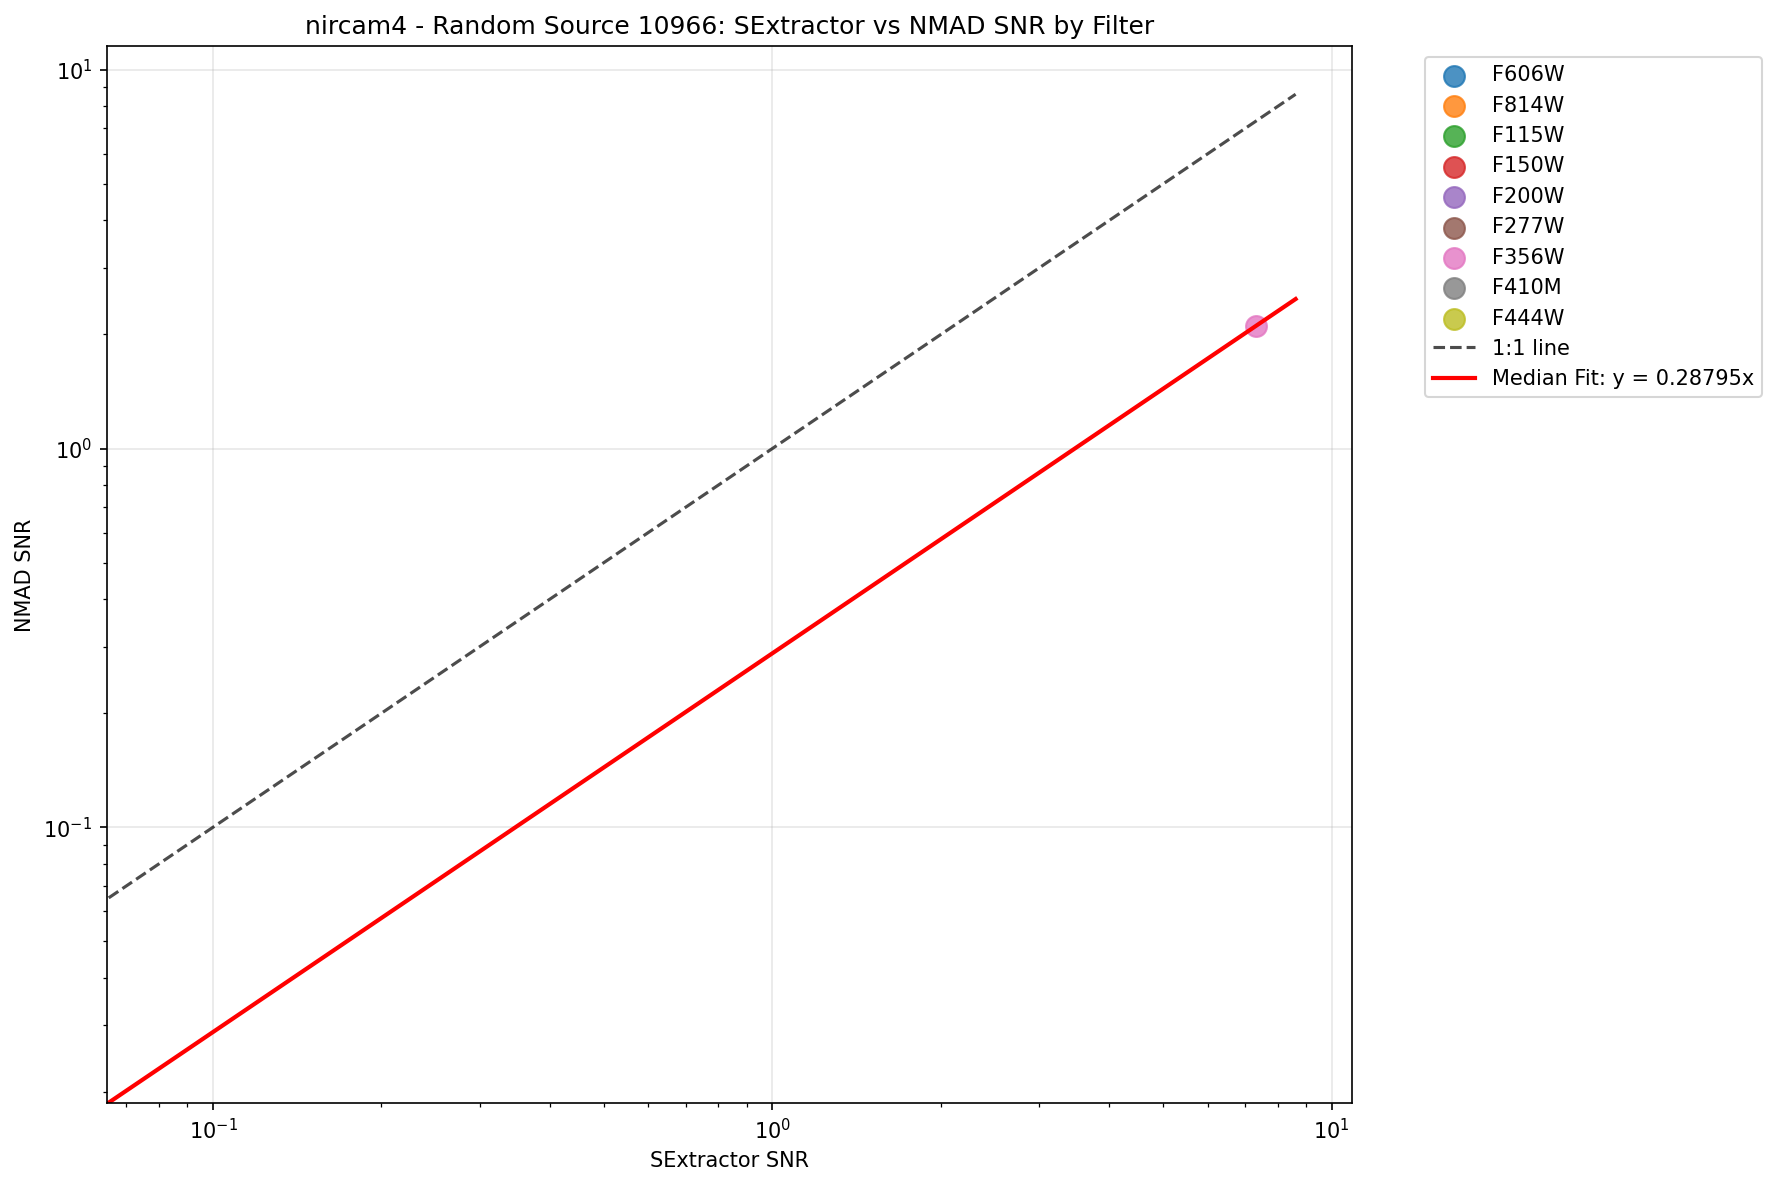 nircam4 - Random Source 10966: SExtractor vs NMAD SNR by Filter
10¹
10⁰
10⁻¹
NMAD SNR
10⁻¹
10⁰
10¹
SExtractor SNR
F606W
F814W
F115W
F150W
F200W
F277W
F356W
F410M
F444W
1:1 line
Median Fit: y = 0.28795x